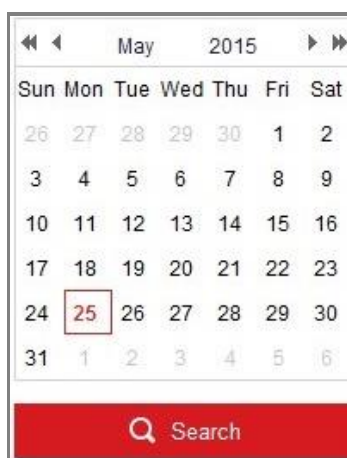 May 2015
Sun Mon Tue Wed Thu Fri Sat
26 27 28 29 30 1 2
3 4 5 6 7 8 9
10 11 12 13 14 15 16
17 18 19 20 21 22 23
24 25 26 27 28 29 30
31 1 2 3 4 5 6
Search